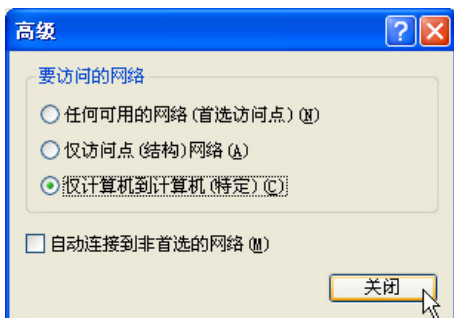 高级
要访问的网络
任何可用的网络(首选访问点)(N)
仅访问点(结构)网络(A)
仅计算机到计算机(特定)(C)
自动连接到非首选的网络(M)
关闭